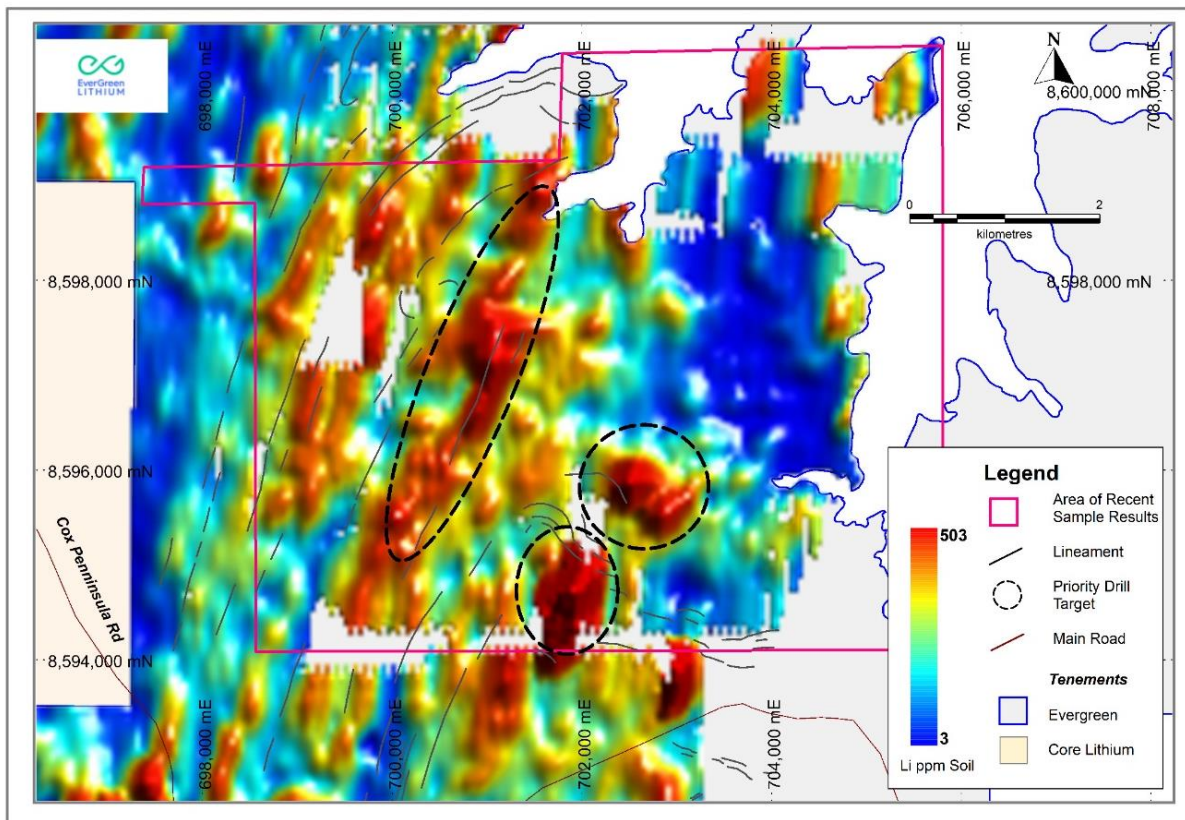 EverGreen
LITHIUM
698,000 mE
700,000 mE
702,000 mE
704,000 mE
706,000 mE
708,000 mE
N
8,600,000 mN
0
2
kilometres
8,598,000 mN
8,598,000 mN
8,596,000 mN
8,594,000 mN
Cox Penninsula Rd
698,000 mE
700,000 mE
702,000 mE
704,000 mE
Legend
Area of Recent
Sample Results
Lineament
Priority Drill
Target
Main Road
Tenements
Evergreen
Core Lithium
503
3
Li ppm Soil